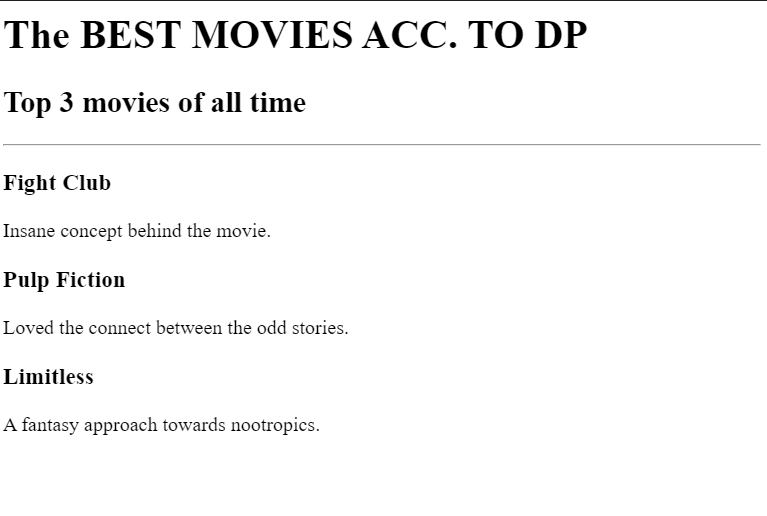 The BEST MOVIES ACC. TO DP
Top 3 movies of all time
Fight Club
Insane concept behind the movie.
Pulp Fiction
Loved the connect between the odd stories.
Limitless
A fantasy approach towards nootropics.